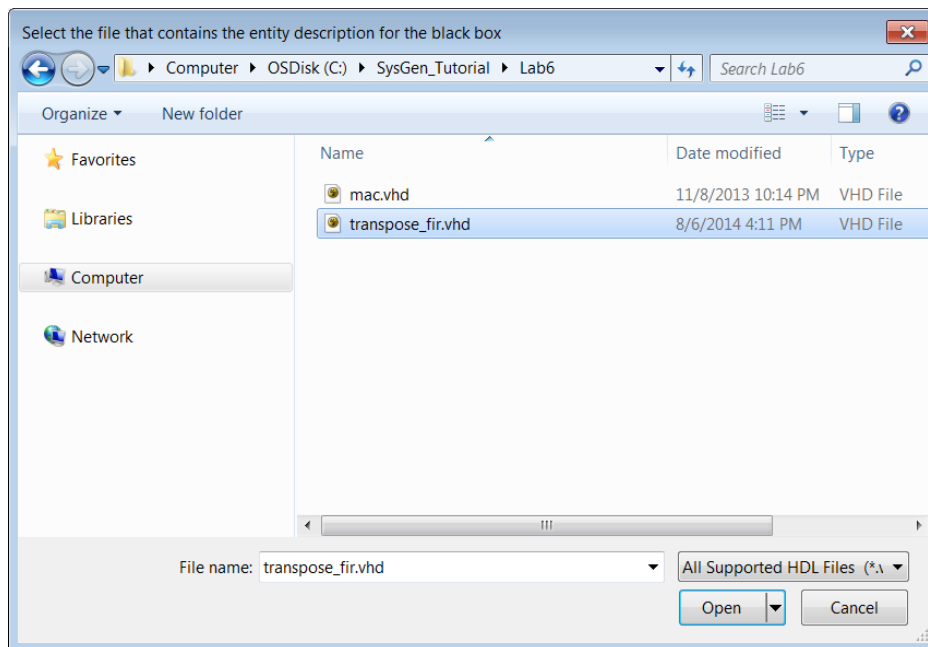 Select the file that contains the entity description for the black box
Computer OSDisk (C:) SysGen_Tutorial Lab6 Search Lab6
Organize New folder
Favorites
Libraries
Computer
Network
Name Date modified Type
mac.vhd 11/8/2013 10:14 PM VHD File
transpose_fir.vhd 8/6/2014 4:11 PM VHD File
File name: transpose_fir.vhd All Supported HDL Files (*.v
Open Cancel